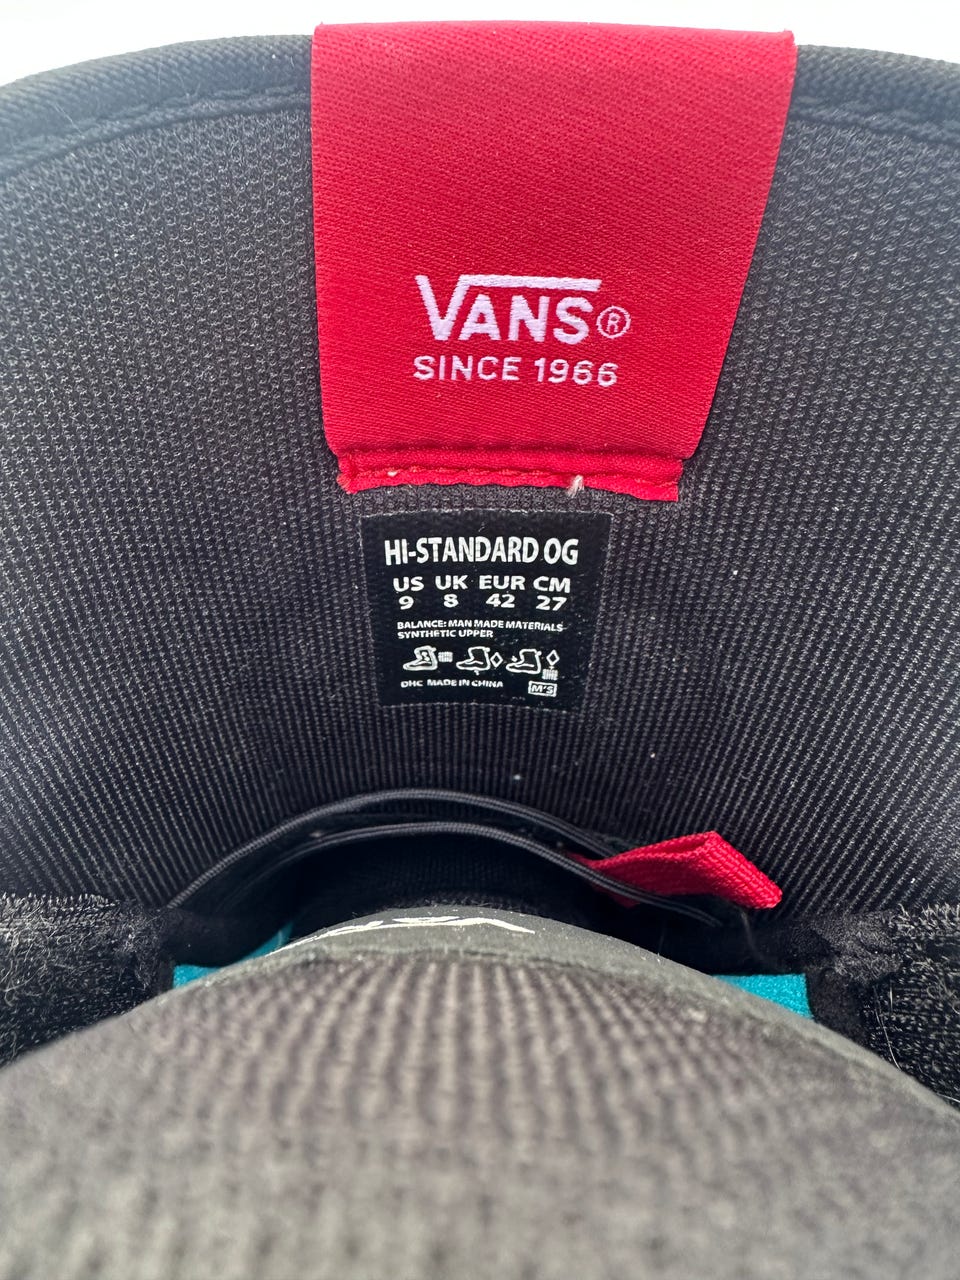 VANS®
SINCE 1966
HI-STANDARD OG
US UK EUR CM
9 8 42 27
BALANCE: MAN MADE MATERIALS
SYNTHETIC UPPER
DHC MADE IN CHINA
M'S